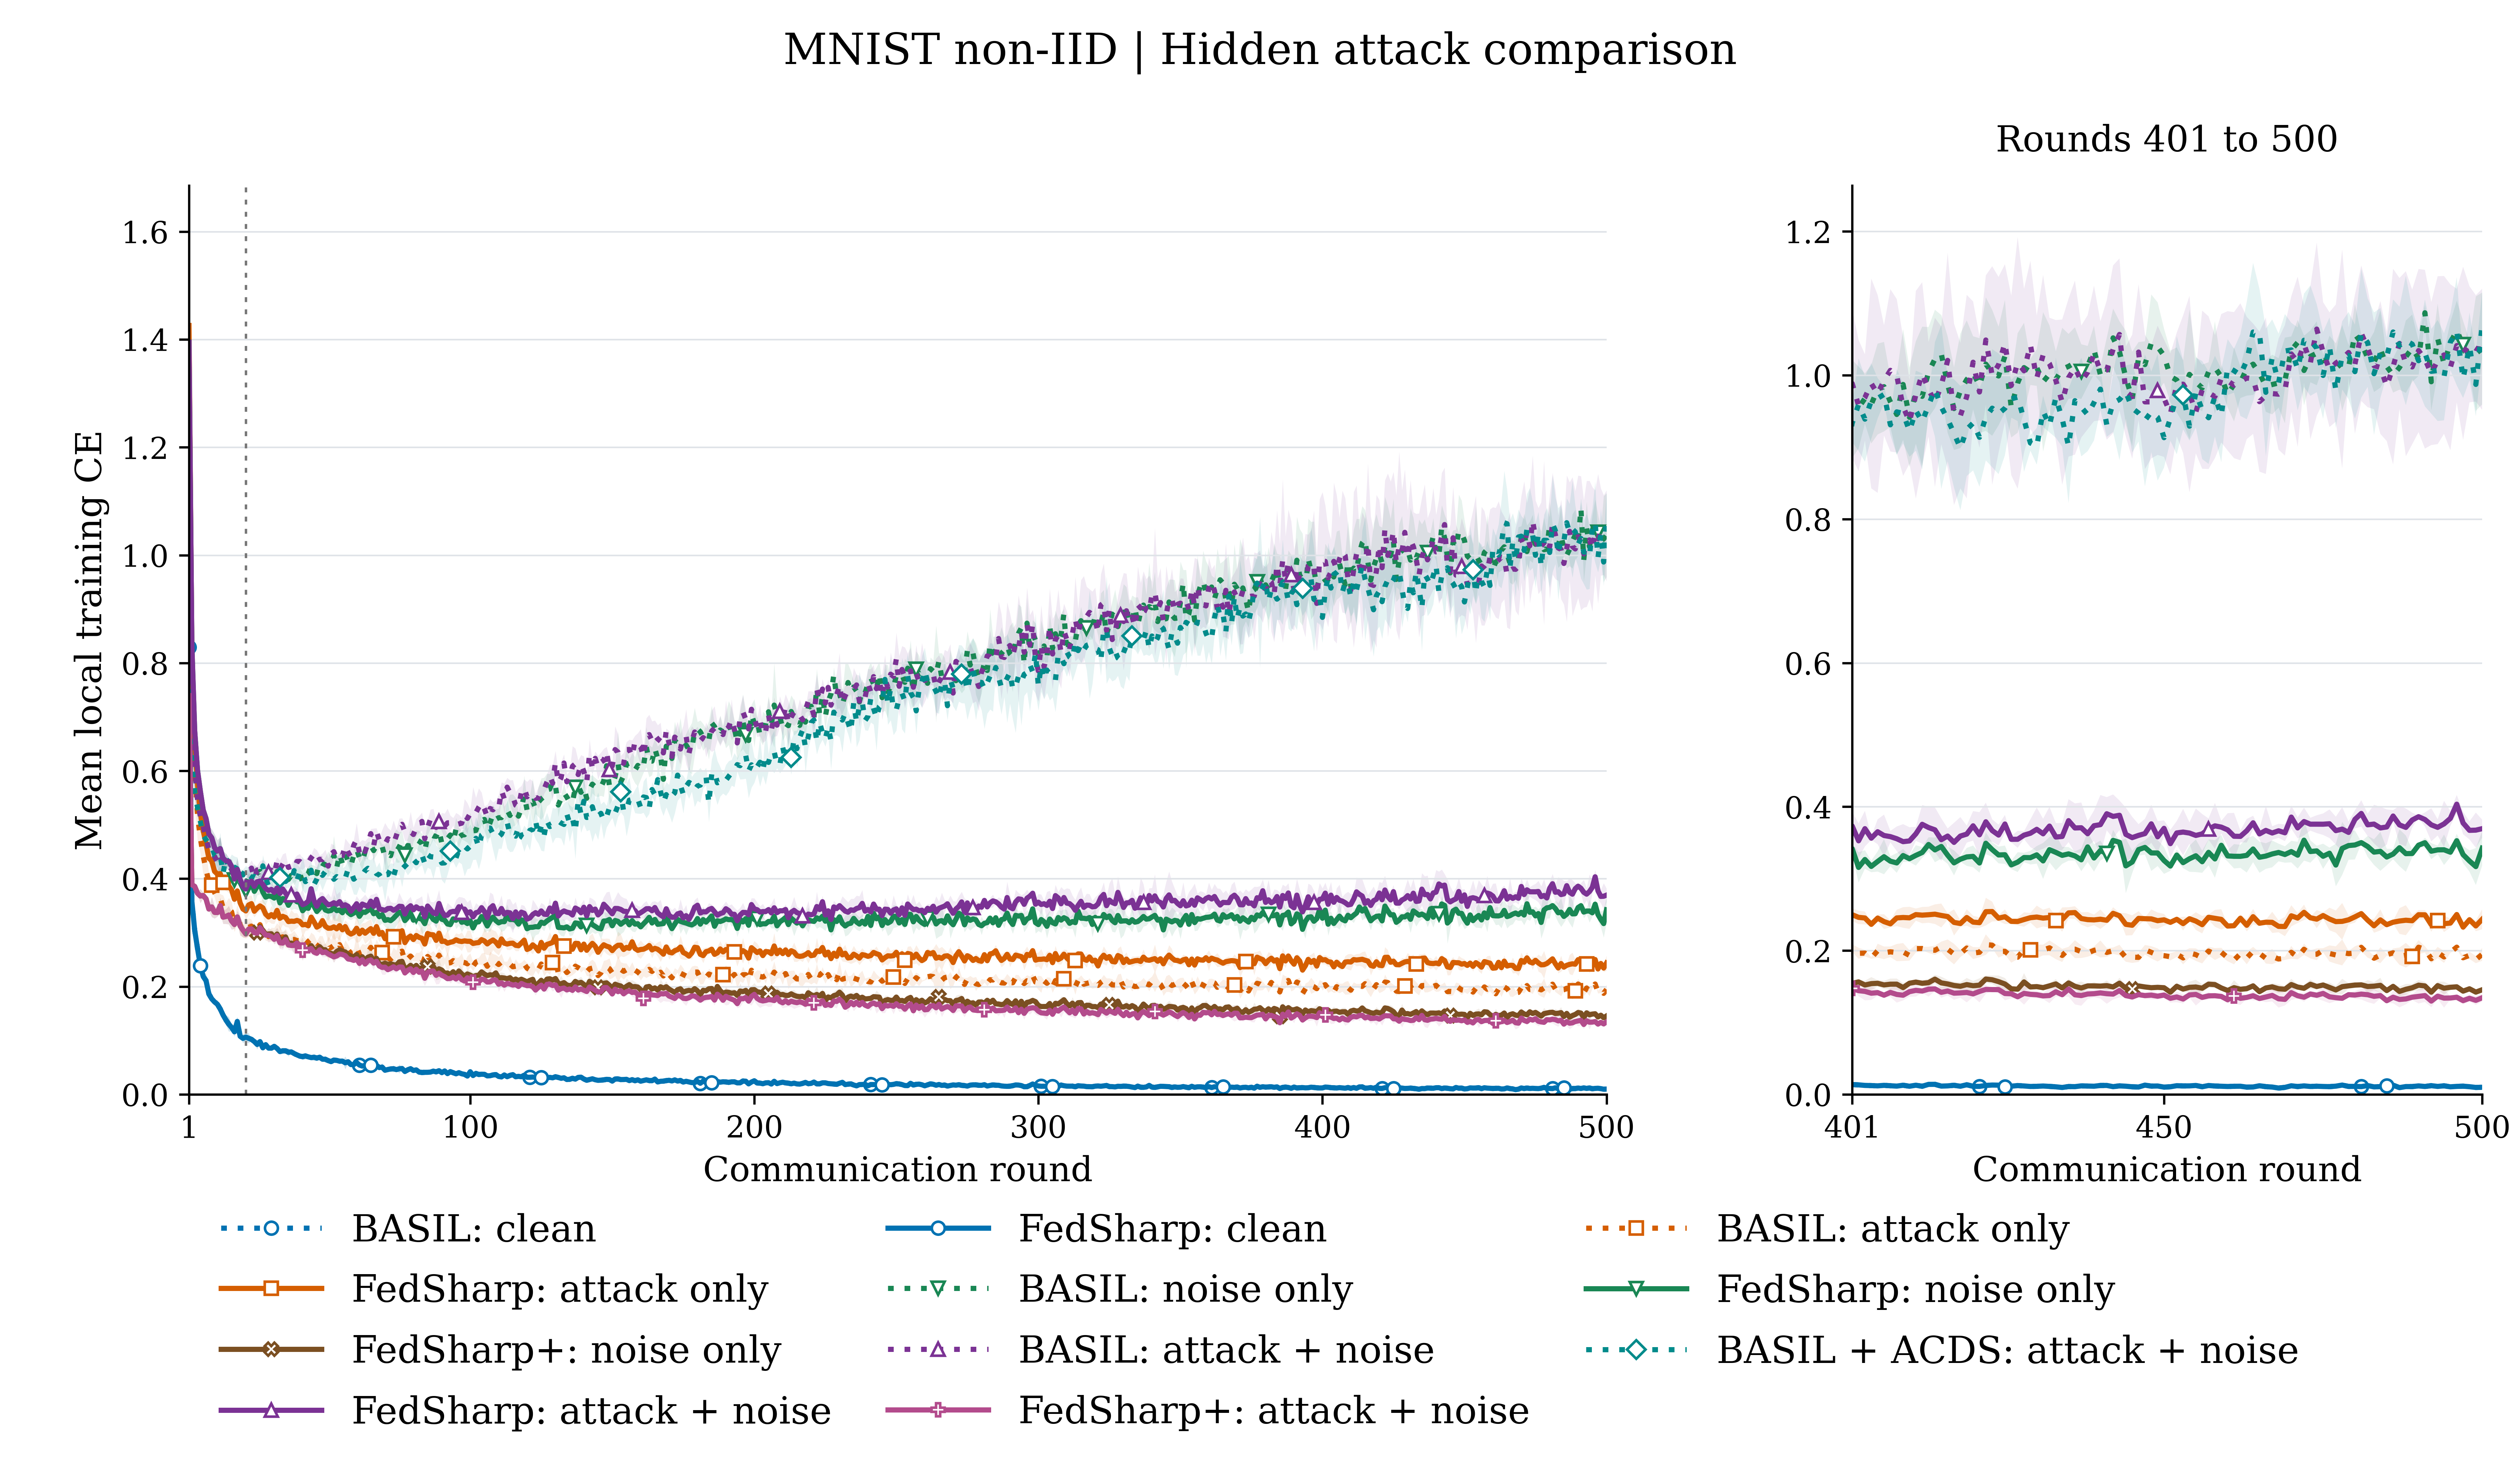 MNIST non-IID | Hidden attack comparison
Rounds 401 to 500
Mean local training CE
1.6
1.4
1.2
1.0
0.8
0.6
0.4
0.2
0.0
1 100 200 300 400 500
Communication round
1.2
1.0
0.8
0.6
0.4
0.2
0.0
401 450 500
Communication round
BASIL: clean FedSharp: clean BASIL: attack only
FedSharp: attack only BASIL: noise only FedSharp: noise only
FedSharp+: noise only BASIL: attack + noise BASIL + ACDS: attack + noise
FedSharp: attack + noise FedSharp+: attack + noise